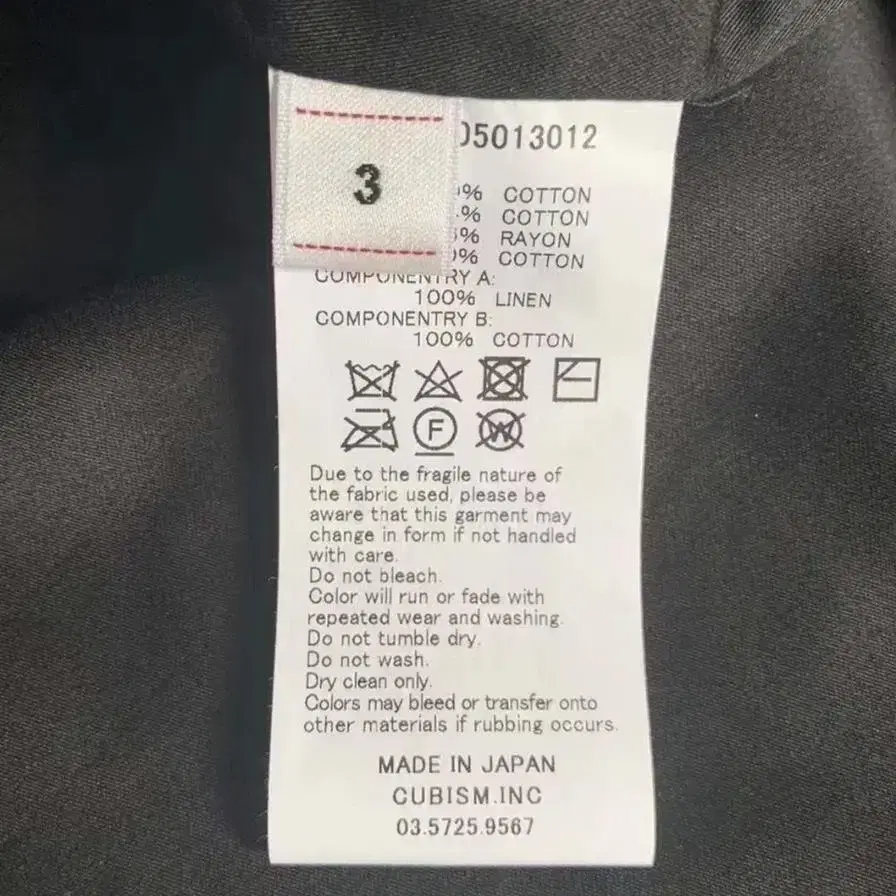 3
05013012
% COTTON
% COTTON
% RAYON
% COTTON
COMPONENTRY A:
100% LINEN
COMPONENTRY B:
100% COTTON
F
W
Due to the fragile nature of
the fabric used, please be
aware that this garment may
change in form if not handled
with care.
Do not bleach.
Color will run or fade with
repeated wear and washing.
Do not tumble dry.
Do not wash.
Dry clean only.
Colors may bleed or transfer onto
other materials if rubbing occurs.
MADE IN JAPAN
CUBISM.INC
03.5725.9567